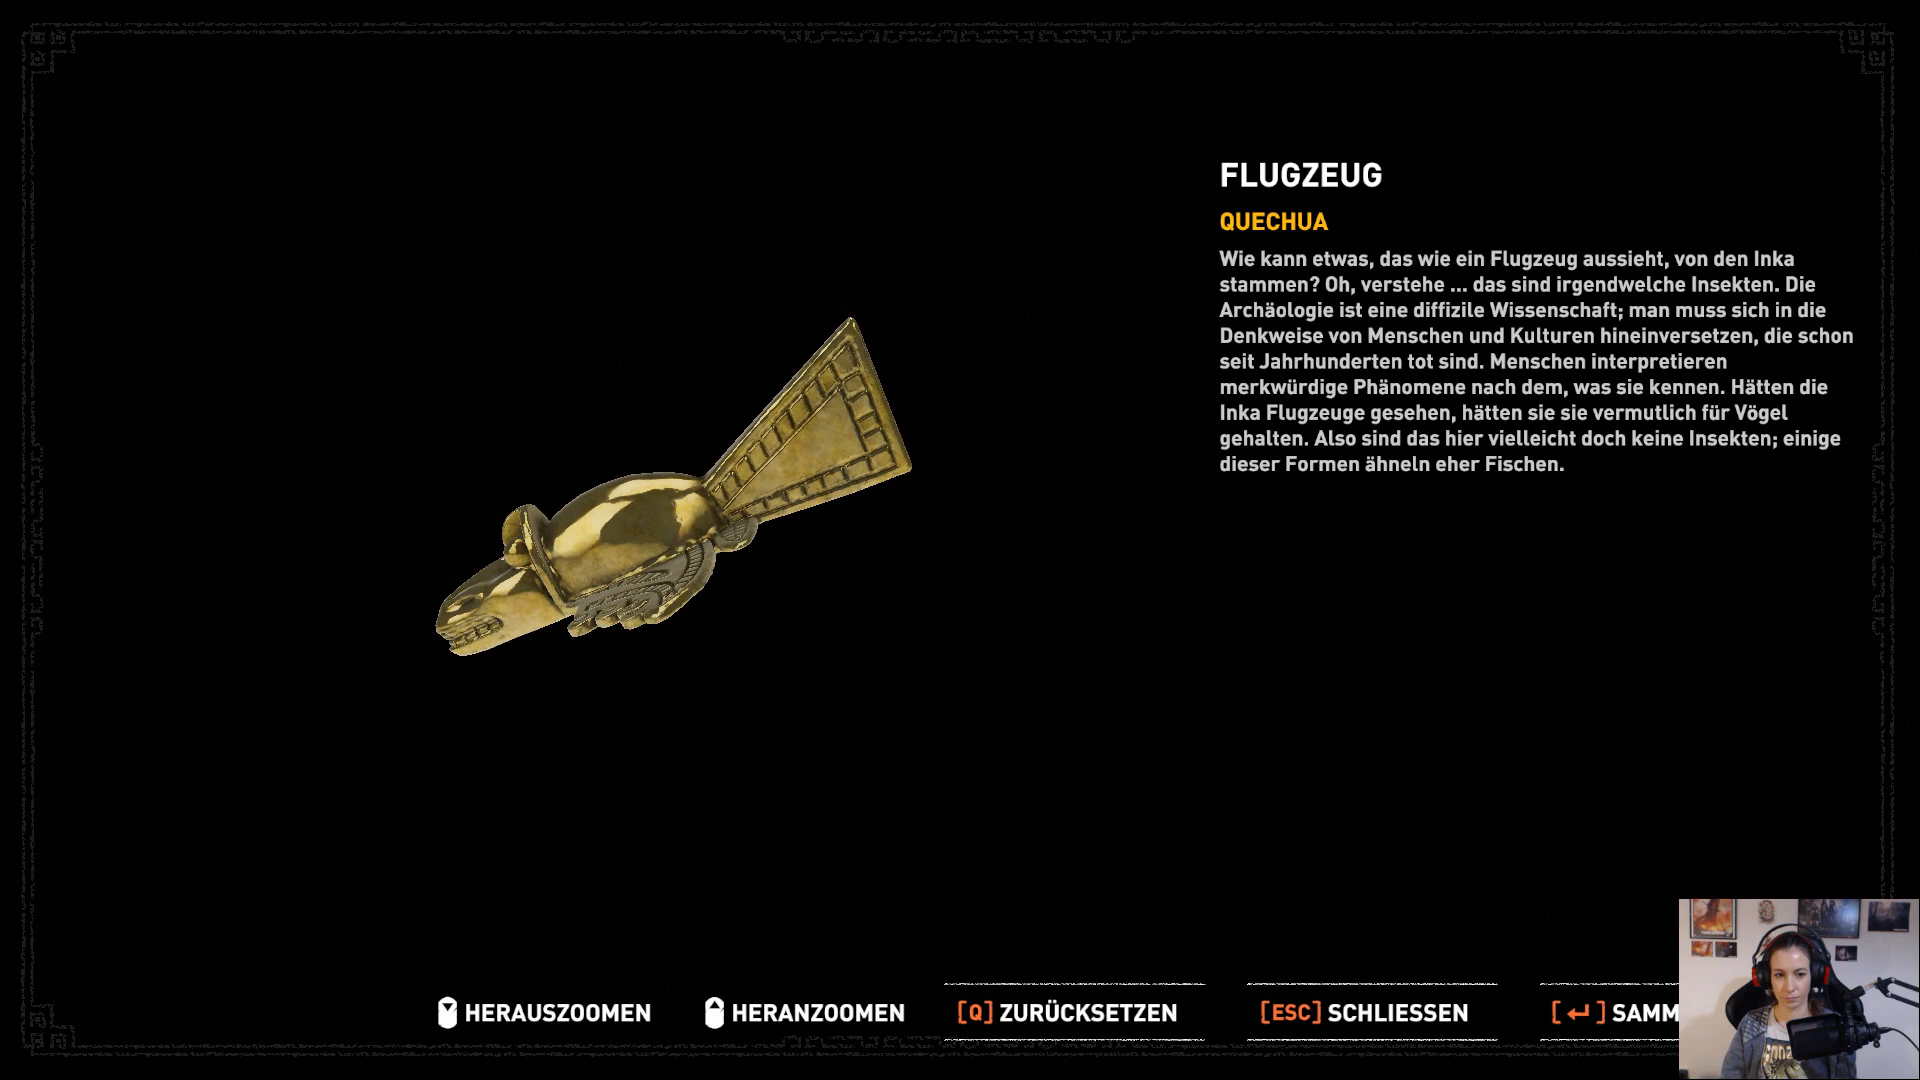 FLUGZEUG
QUECHUA
Wie kann etwas, das wie ein Flugzeug aussieht, von den Inka
stammen? Oh, verstehe ... das sind irgendwelche Insekten. Die
Archäologie ist eine diffizile Wissenschaft; man muss sich in die
Denkweise von Menschen und Kulturen hineinversetzen, die schon
seit Jahrhunderten tot sind. Menschen interpretieren
merkwürdige Phänomene nach dem, was sie kennen. Hätten die
Inka Flugzeuge gesehen, hätten sie sie vermutlich für Vögel
gehalten. Also sind das hier vielleicht doch keine Insekten; einige
dieser Formen ähneln eher Fischen.
HERAUSZOOMEN HERANZOOMEN [Q] ZURÜCKSETZEN [ESC] SCHLIESSEN [↵] SAMM